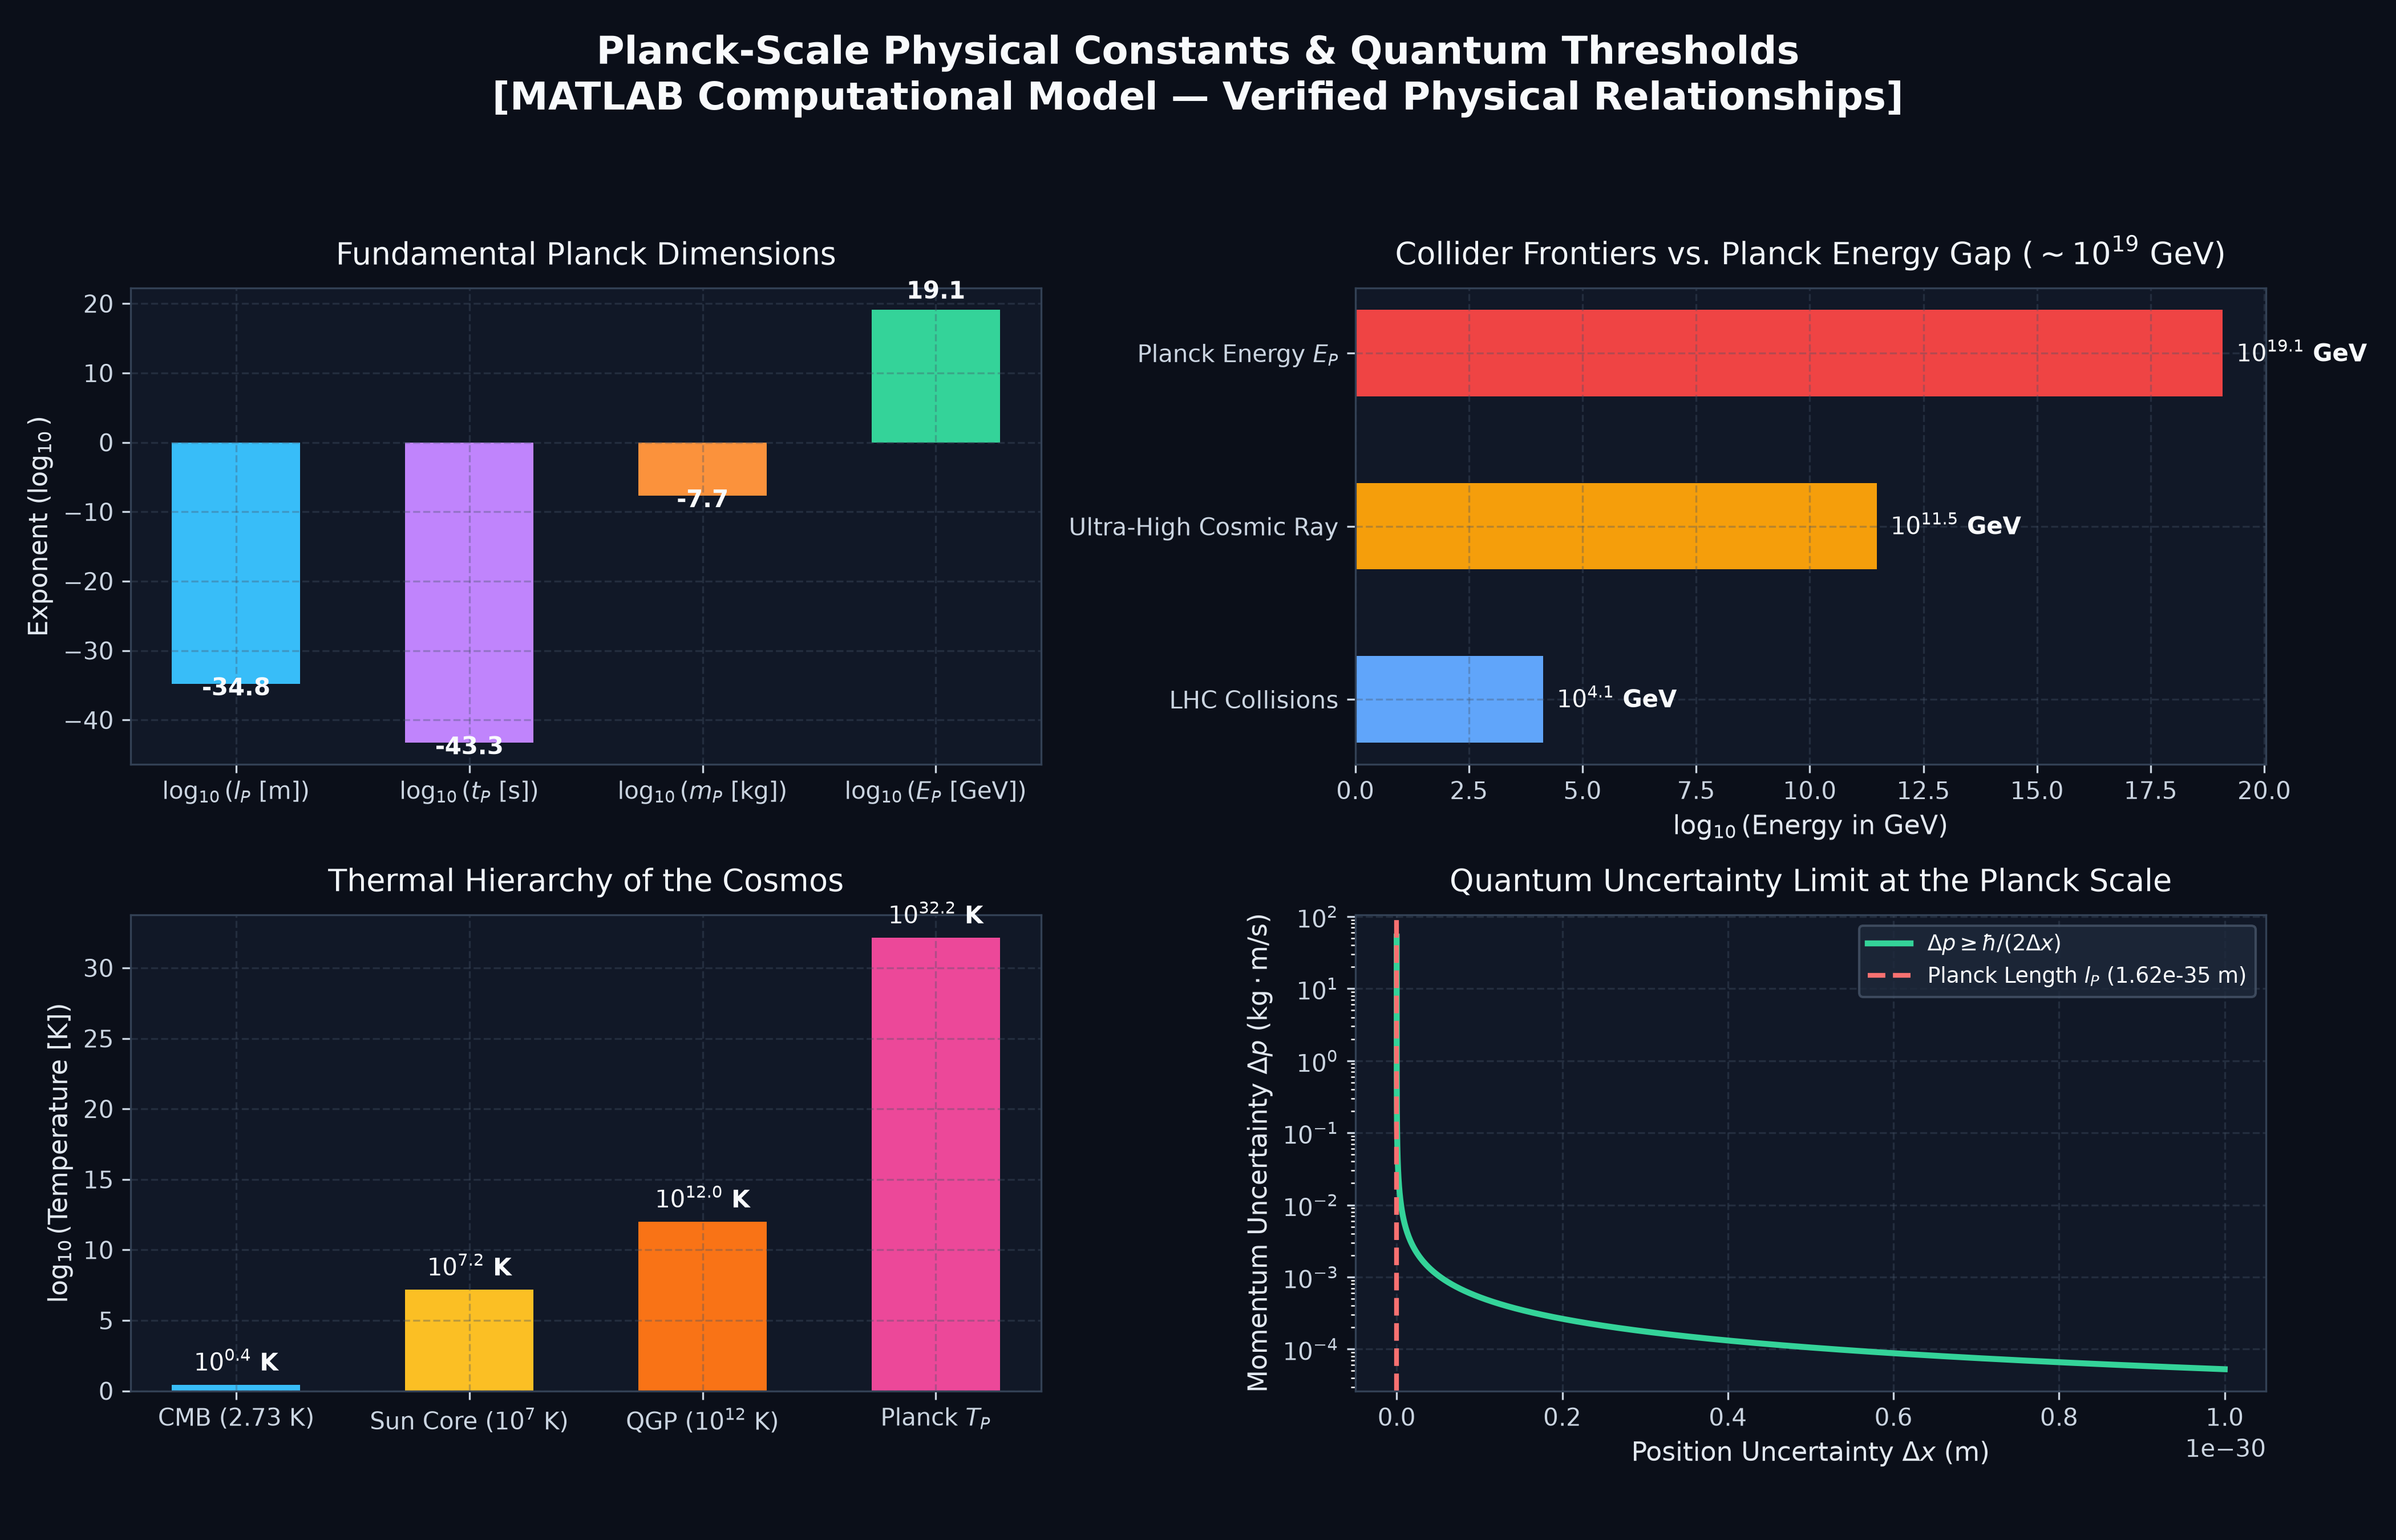 Planck-Scale Physical Constants & Quantum Thresholds
[MATLAB Computational Model — Verified Physical Relationships]
Fundamental Planck Dimensions
Exponent (log₁₀)
20
10
0
−10
−20
−30
−40
-34.8
-43.3
-7.7
19.1
log₁₀(l_P [m])
log₁₀(t_P [s])
log₁₀(m_P [kg])
log₁₀(E_P [GeV])
Collider Frontiers vs. Planck Energy Gap (~10¹⁹ GeV)
Planck Energy E_P
10^19.1 GeV
Ultra-High Cosmic Ray
10^11.5 GeV
LHC Collisions
10^4.1 GeV
0.0
2.5
5.0
7.5
10.0
12.5
15.0
17.5
20.0
log₁₀(Energy in GeV)
Thermal Hierarchy of the Cosmos
log₁₀(Temperature [K])
30
25
20
15
10
5
0
10^0.4 K
10^7.2 K
10^12.0 K
10^32.2 K
CMB (2.73 K)
Sun Core (10⁷ K)
QGP (10¹² K)
Planck T_P
Quantum Uncertainty Limit at the Planck Scale
Momentum Uncertainty Δp (kg · m/s)
10²
10¹
10⁰
10⁻¹
10⁻²
10⁻³
10⁻⁴
Δp ≥ ℏ/(2Δx)
Planck Length l_P (1.62e-35 m)
0.0
0.2
0.4
0.6
0.8
1.0
1e−30
Position Uncertainty Δx (m)